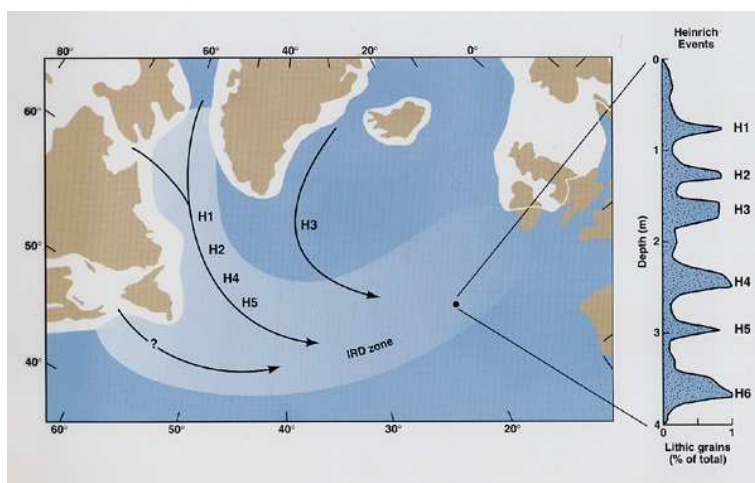 80° 60° 40° 20° 0°
60°
50°
40°
60° 50° 40° 30° 20°
H1
H2
H4
H5
H3
?
IRD zone
Heinrich
Events
0
1
2
3
4
Depth (m)
H1
H2
H3
H4
H5
H6
0 1
Lithic grains
(% of total)